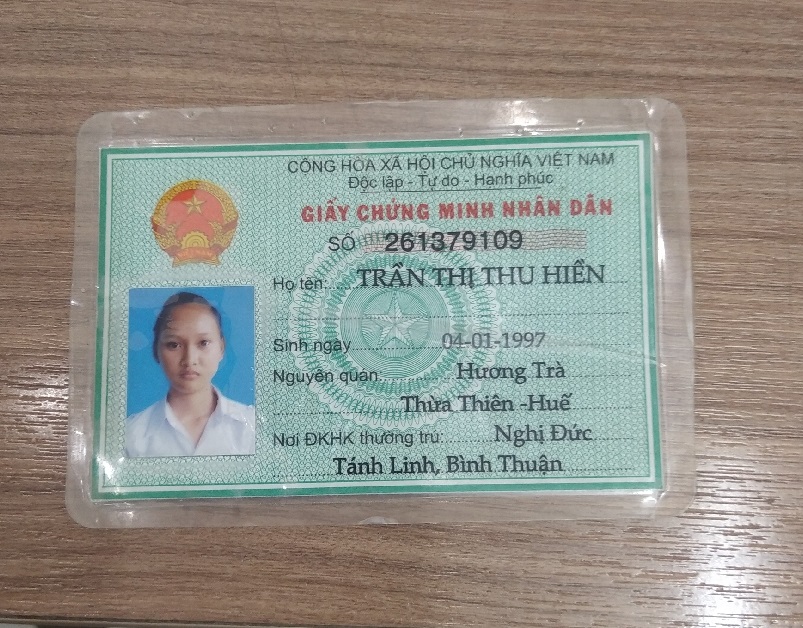 CỘNG HÒA XÃ HỘI CHỦ NGHĨA VIỆT NAM
Độc lập - Tự do - Hạnh phúc
GIẤY CHỨNG MINH NHÂN DÂN
SỐ 261379109
Họ tên: TRẦN THỊ THU HIỀN
Sinh ngày 04-01-1997
Nguyên quán: Hương Trà
Thừa Thiên -Huế
Nơi ĐKHK thường trú: Nghị Đức
Tánh Linh, Bình Thuận
VIỆT NAM